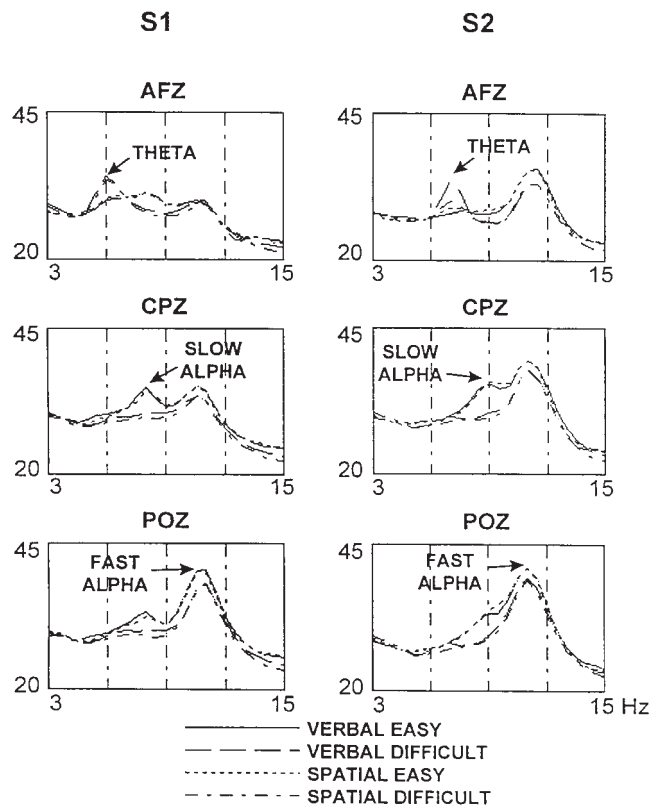 S1 S2
AFZ AFZ
45 45
THETA THETA
20 20
3 15 3 15
CPZ CPZ
45 45
SLOW ALPHA SLOW ALPHA
20 20
3 15 3 15
POZ POZ
45 45
FAST ALPHA FAST ALPHA
20 20
3 15 3 15 Hz
VERBAL EASY
VERBAL DIFFICULT
SPATIAL EASY
SPATIAL DIFFICULT